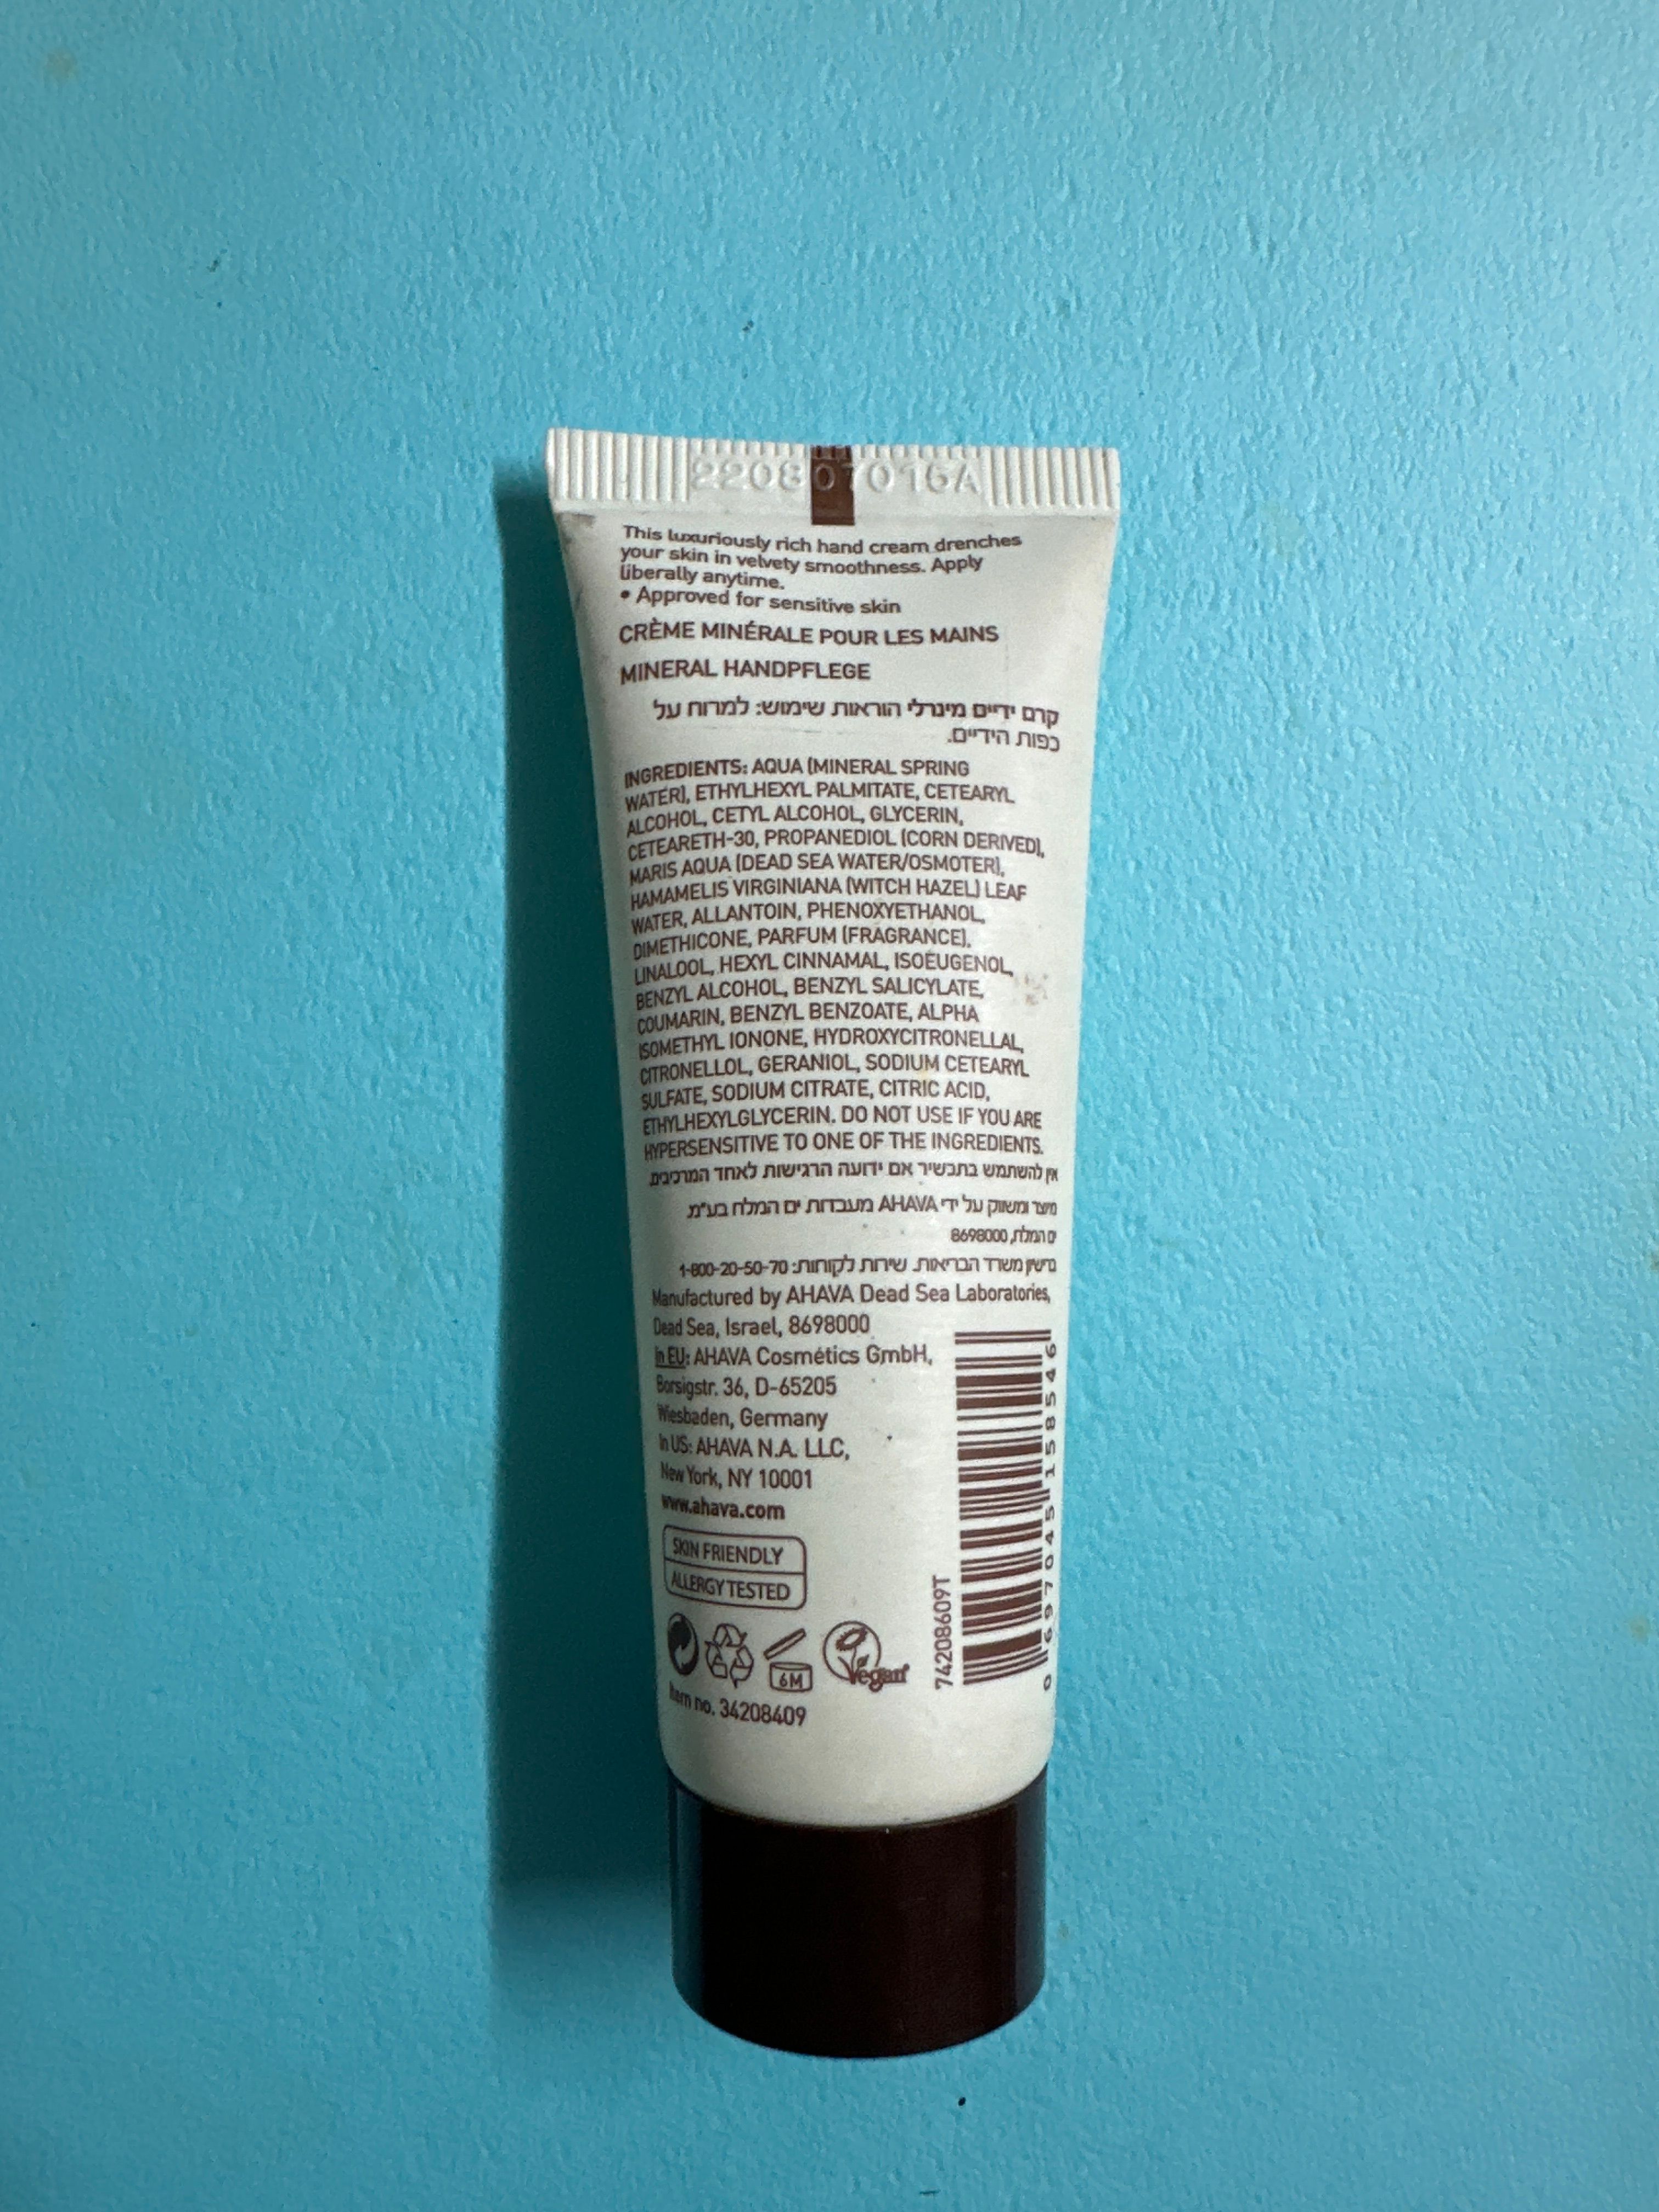 220807016A
This luxuriously rich hand cream drenches
your skin in velvety smoothness. Apply
liberally anytime.
• Approved for sensitive skin
CRÈME MINÉRALE POUR LES MAINS
MINERAL HANDPFLEGE
קרם ידיים מינרלי הוראות שימוש: למרוח על
כפות הידיים.
INGREDIENTS: AQUA (MINERAL SPRING
WATER), ETHYLHEXYL PALMITATE, CETEARYL
ALCOHOL, CETYL ALCOHOL, GLYCERIN,
CETEARETH-30, PROPANEDIOL (CORN DERIVED),
MARIS AQUA (DEAD SEA WATER/OSMOTER),
HAMAMELIS VIRGINIANA (WITCH HAZEL) LEAF
WATER, ALLANTOIN, PHENOXYETHANOL,
DIMETHICONE, PARFUM (FRAGRANCE),
LINALOOL, HEXYL CINNAMAL, ISOEUGENOL,
BENZYL ALCOHOL, BENZYL SALICYLATE,
COUMARIN, BENZYL BENZOATE, ALPHA
ISOMETHYL IONONE, HYDROXYCITRONELLAL,
CITRONELLOL, GERANIOL, SODIUM CETEARYL
SULFATE, SODIUM CITRATE, CITRIC ACID,
ETHYLHEXYLGLYCERIN. DO NOT USE IF YOU ARE
HYPERSENSITIVE TO ONE OF THE INGREDIENTS.
אין להשתמש בתכשיר אם ידועה הרגישות לאחד המרכיבים.
מיוצר ומשווק על ידי AHAVA מעבדות ים המלח בע"מ,
ים המלח, 8698000
ברישיון משרד הבריאות. שירות לקוחות: 1-800-20-50-70
Manufactured by AHAVA Dead Sea Laboratories,
Dead Sea, Israel, 8698000
In EU: AHAVA Cosmétics GmbH,
Borsigstr. 36, D-65205
Wiesbaden, Germany
In US: AHAVA N.A. LLC,
New York, NY 10001
www.ahava.com
SKIN FRIENDLY
ALLERGY TESTED
6M
Vegan
Item no. 34208409
74208609T
0 697045 158546